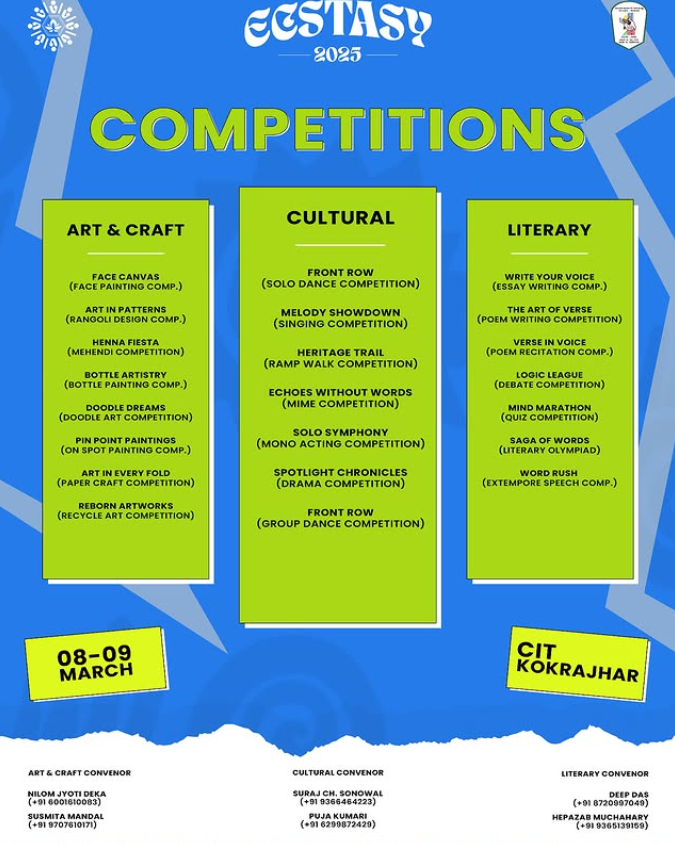 ECSTASY
2025
COMPETITIONS
ART & CRAFT
FACE CANVAS
(FACE PAINTING COMP.)
ART IN PATTERNS
(RANGOLI DESIGN COMP.)
HENNA FIESTA
(MEHENDI COMPETITION)
BOTTLE ARTISTRY
(BOTTLE PAINTING COMP.)
DOODLE DREAMS
(DOODLE ART COMPETITION)
PIN POINT PAINTINGS
(ON SPOT PAINTING COMP.)
ART IN EVERY FOLD
(PAPER CRAFT COMPETITION)
REBORN ARTWORKS
(RECYCLE ART COMPETITION)
CULTURAL
FRONT ROW
(SOLO DANCE COMPETITION)
MELODY SHOWDOWN
(SINGING COMPETITION)
HERITAGE TRAIL
(RAMP WALK COMPETITION)
ECHOES WITHOUT WORDS
(MIME COMPETITION)
SOLO SYMPHONY
(MONO ACTING COMPETITION)
SPOTLIGHT CHRONICLES
(DRAMA COMPETITION)
FRONT ROW
(GROUP DANCE COMPETITION)
LITERARY
WRITE YOUR VOICE
(ESSAY WRITING COMP.)
THE ART OF VERSE
(POEM WRITING COMPETITION)
VERSE IN VOICE
(POEM RECITATION COMP.)
LOGIC LEAGUE
(DEBATE COMPETITION)
MIND MARATHON
(QUIZ COMPETITION)
SAGA OF WORDS
(LITERARY OLYMPIAD)
WORD RUSH
(EXTEMPORE SPEECH COMP.)
08-09
MARCH
CIT
KOKRAJHAR
ART & CRAFT CONVENOR
NILOM JYOTI DEKA
(+91 6001610083)
SUSMITA MANDAL
(+91 9707610171)
CULTURAL CONVENOR
SURAJ CH. SONOWAL
(+91 9366464223)
PUJA KUMARI
(+91 6299872429)
LITERARY CONVENOR
DEEP DAS
(+91 8720997049)
HEPAZAB MUCHAHARY
(+91 9365139159)